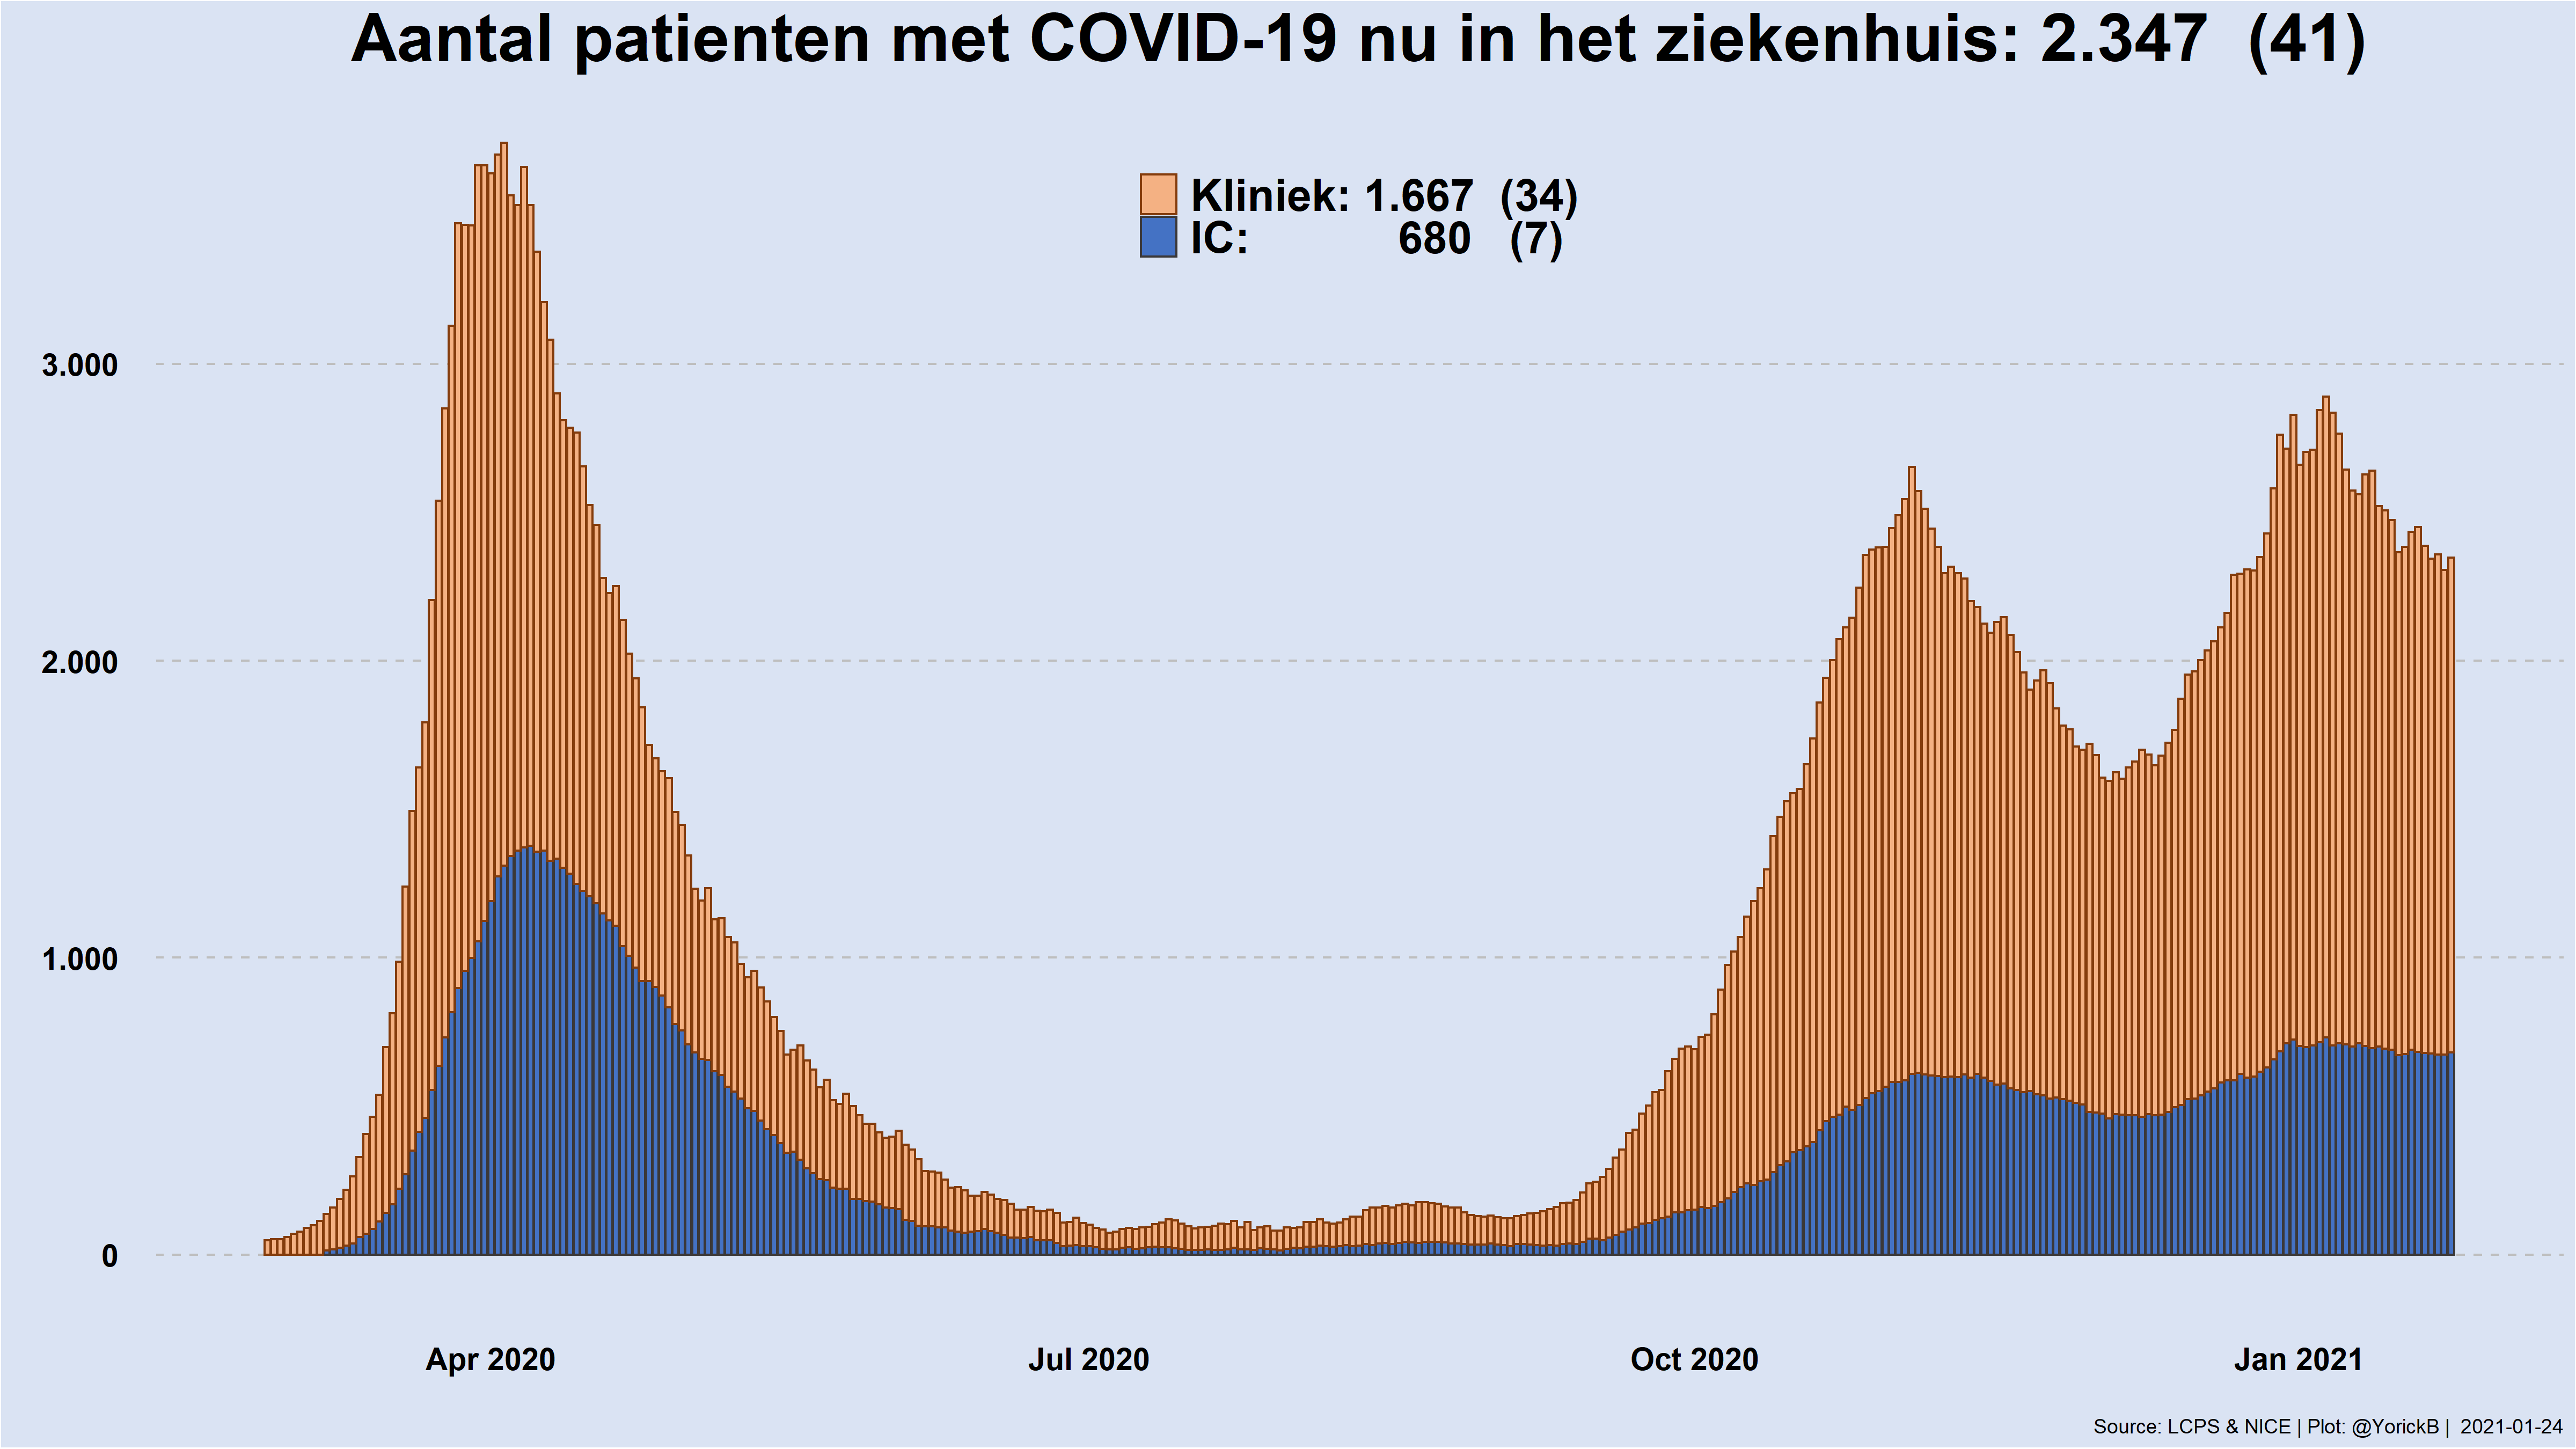 Aantal patienten met COVID-19 nu in het ziekenhuis: 2.347  (41)
Kliniek: 1.667  (34)
IC: 680 (7)
3.000
2.000
1.000
0
Apr 2020 Jul 2020 Oct 2020 Jan 2021
Source: LCPS & NICE | Plot: @YorickB |  2021-01-24